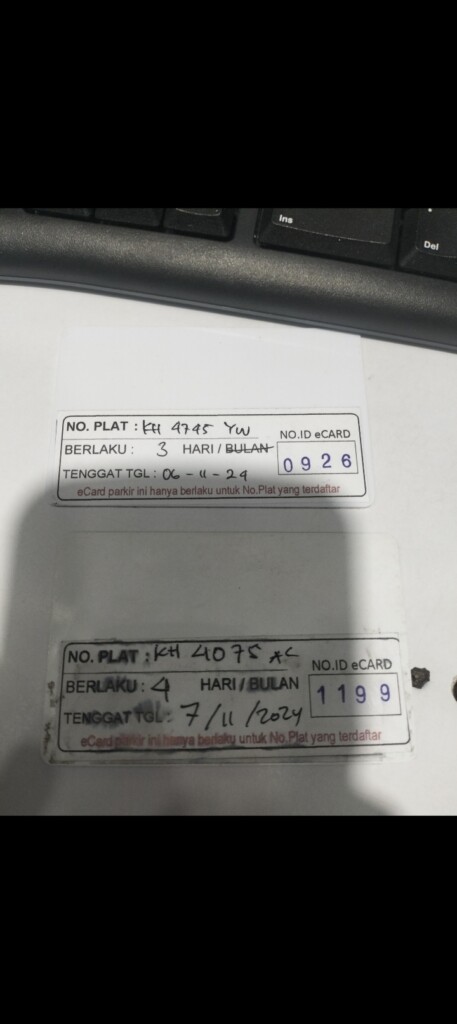 Ins
Del
NO. PLAT : KH 4745 YW
NO.ID eCARD
BERLAKU : 3 HARI / BULAN
0926
TENGGAT TGL : 06 - 11 - 24
eCard parkir ini hanya berlaku untuk No.Plat yang terdaftar
NO. PLAT : KH 4075 AC
NO.ID eCARD
BERLAKU : 4 HARI / BULAN
1199
TENGGAT TGL : 7/11/2024
eCard parkir ini hanya berlaku untuk No.Plat yang terdaftar